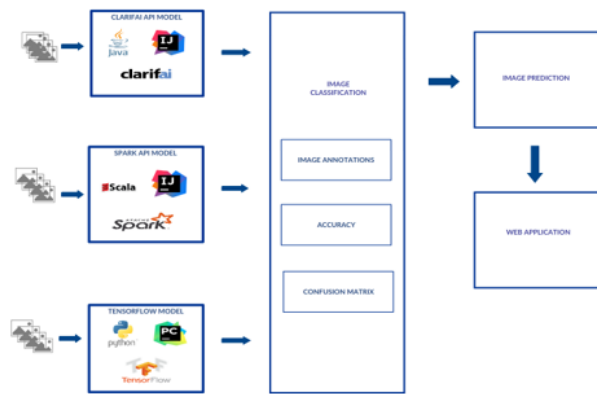 CLARIFAI API MODEL
Java
IJ
clarifai
SPARK API MODEL
Scala
IJ
APACHE
Spark
TENSORFLOW MODEL
python
PC
TensorFlow
IMAGE
CLASSIFICATION
IMAGE ANNOTATIONS
ACCURACY
CONFUSION MATRIX
IMAGE PREDICTION
WEB APPLICATION